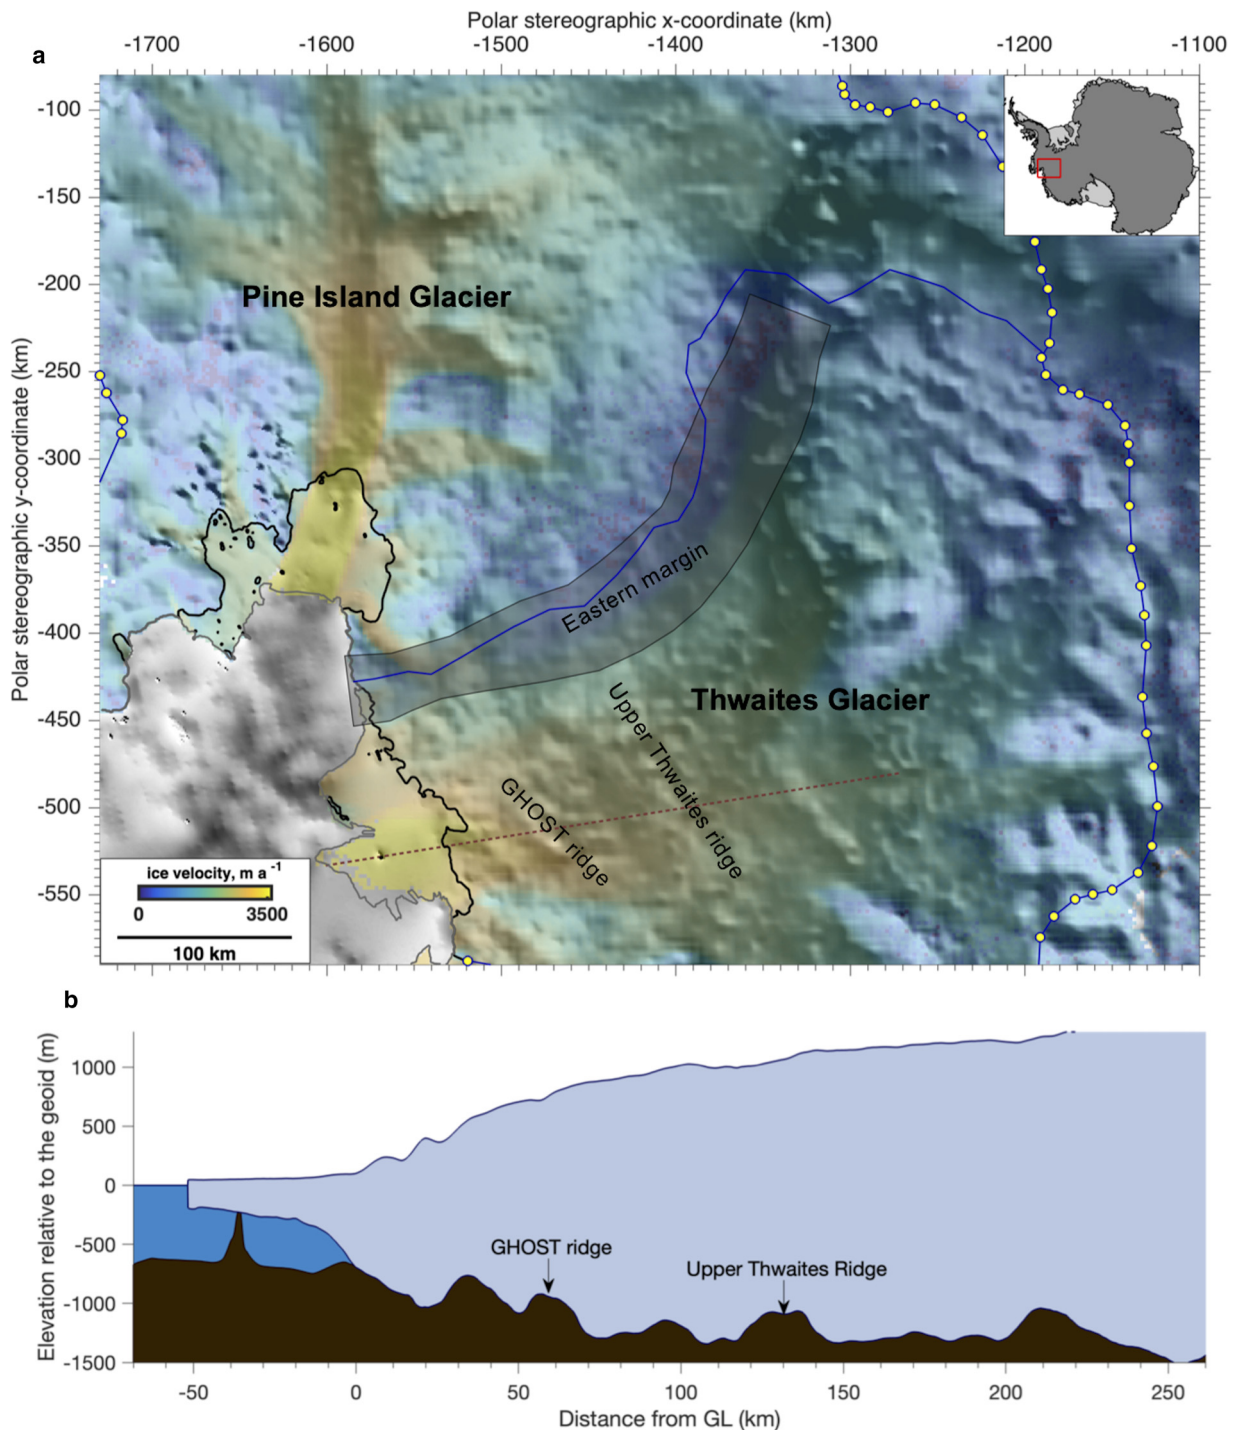 Polar stereographic x-coordinate (km)
-1700 -1600 -1500 -1400 -1300 -1200 -1100
a
Polar stereographic y-coordinate (km)
-100
-150
-200
-250
-300
-350
-400
-450
-500
-550
Pine Island Glacier
Eastern margin
Thwaites Glacier
Upper Thwaites ridge
GHOST ridge
ice velocity, m a -1
0 3500
100 km
b
Elevation relative to the geoid (m)
1000
500
0
-500
-1000
-1500
GHOST ridge
Upper Thwaites Ridge
-50 0 50 100 150 200 250
Distance from GL (km)